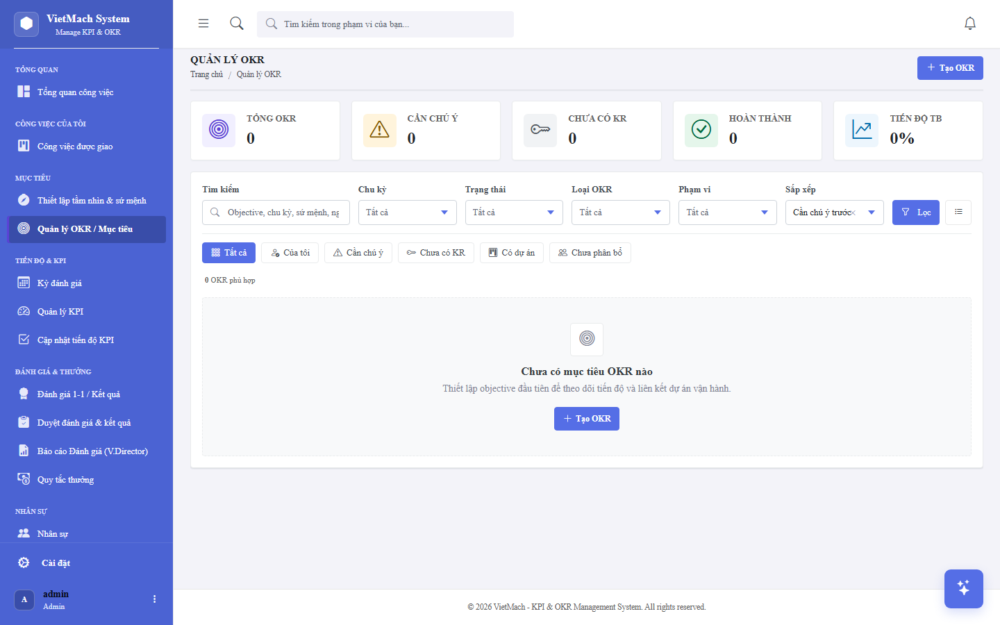 VietMach System
Manage KPI & OKR
TỔNG QUAN
Tổng quan công việc
CÔNG VIỆC CỦA TÔI
Công việc được giao
MỤC TIÊU
Thiết lập tầm nhìn & sứ mệnh
Quản lý OKR / Mục tiêu
TIẾN ĐỘ & KPI
Kỳ đánh giá
Quản lý KPI
Cập nhật tiến độ KPI
ĐÁNH GIÁ & THƯỞNG
Đánh giá 1-1 / Kết quả
Duyệt đánh giá & kết quả
Báo cáo Đánh giá (V.Director)
Quy tắc thưởng
NHÂN SỰ
Nhân sự
Cài đặt
A
admin
Admin
Tìm kiếm trong phạm vi của bạn...
QUẢN LÝ OKR
Trang chủ / Quản lý OKR
Tạo OKR
TỔNG OKR
0
CẦN CHÚ Ý
0
CHƯA CÓ KR
0
HOÀN THÀNH
0
TIẾN ĐỘ TB
0%
Tìm kiếm
Objective, chu kỳ, sứ mệnh, ng
Chu kỳ
Tất cả
Trạng thái
Tất cả
Loại OKR
Tất cả
Phạm vi
Tất cả
Sắp xếp
Cần chú ý trước×
Lọc
Tất cả
Của tôi
Cần chú ý
Chưa có KR
Có dự án
Chưa phân bổ
0 OKR phù hợp
Chưa có mục tiêu OKR nào
Thiết lập objective đầu tiên để theo dõi tiến độ và liên kết dự án vận hành.
Tạo OKR
© 2026 VietMach - KPI & OKR Management System. All rights reserved.